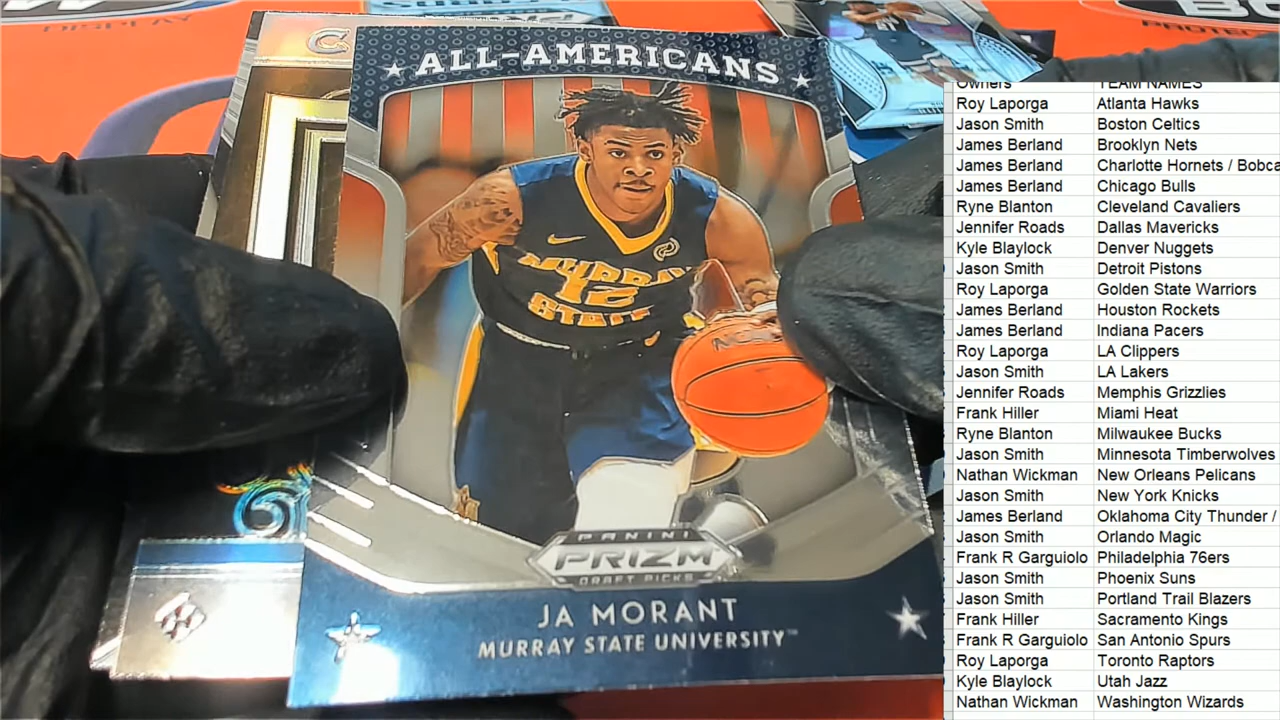 DISPLAY
ALL-AMERICANS
MURRAY
12
STATE
PANINI
PRIZM
DRAFT PICKS
JA MORANT
MURRAY STATE UNIVERSITY™
Owners TEAM NAMES
Roy Laporga Atlanta Hawks
Jason Smith Boston Celtics
James Berland Brooklyn Nets
James Berland Charlotte Hornets / Bobca
James Berland Chicago Bulls
Ryne Blanton Cleveland Cavaliers
Jennifer Roads Dallas Mavericks
Kyle Blaylock Denver Nuggets
Jason Smith Detroit Pistons
Roy Laporga Golden State Warriors
James Berland Houston Rockets
James Berland Indiana Pacers
Roy Laporga LA Clippers
Jason Smith LA Lakers
Jennifer Roads Memphis Grizzlies
Frank Hiller Miami Heat
Ryne Blanton Milwaukee Bucks
Jason Smith Minnesota Timberwolves
Nathan Wickman New Orleans Pelicans
Jason Smith New York Knicks
James Berland Oklahoma City Thunder /
Jason Smith Orlando Magic
Frank R Garguiolo Philadelphia 76ers
Jason Smith Phoenix Suns
Jason Smith Portland Trail Blazers
Frank Hiller Sacramento Kings
Frank R Garguiolo San Antonio Spurs
Roy Laporga Toronto Raptors
Kyle Blaylock Utah Jazz
Nathan Wickman Washington Wizards